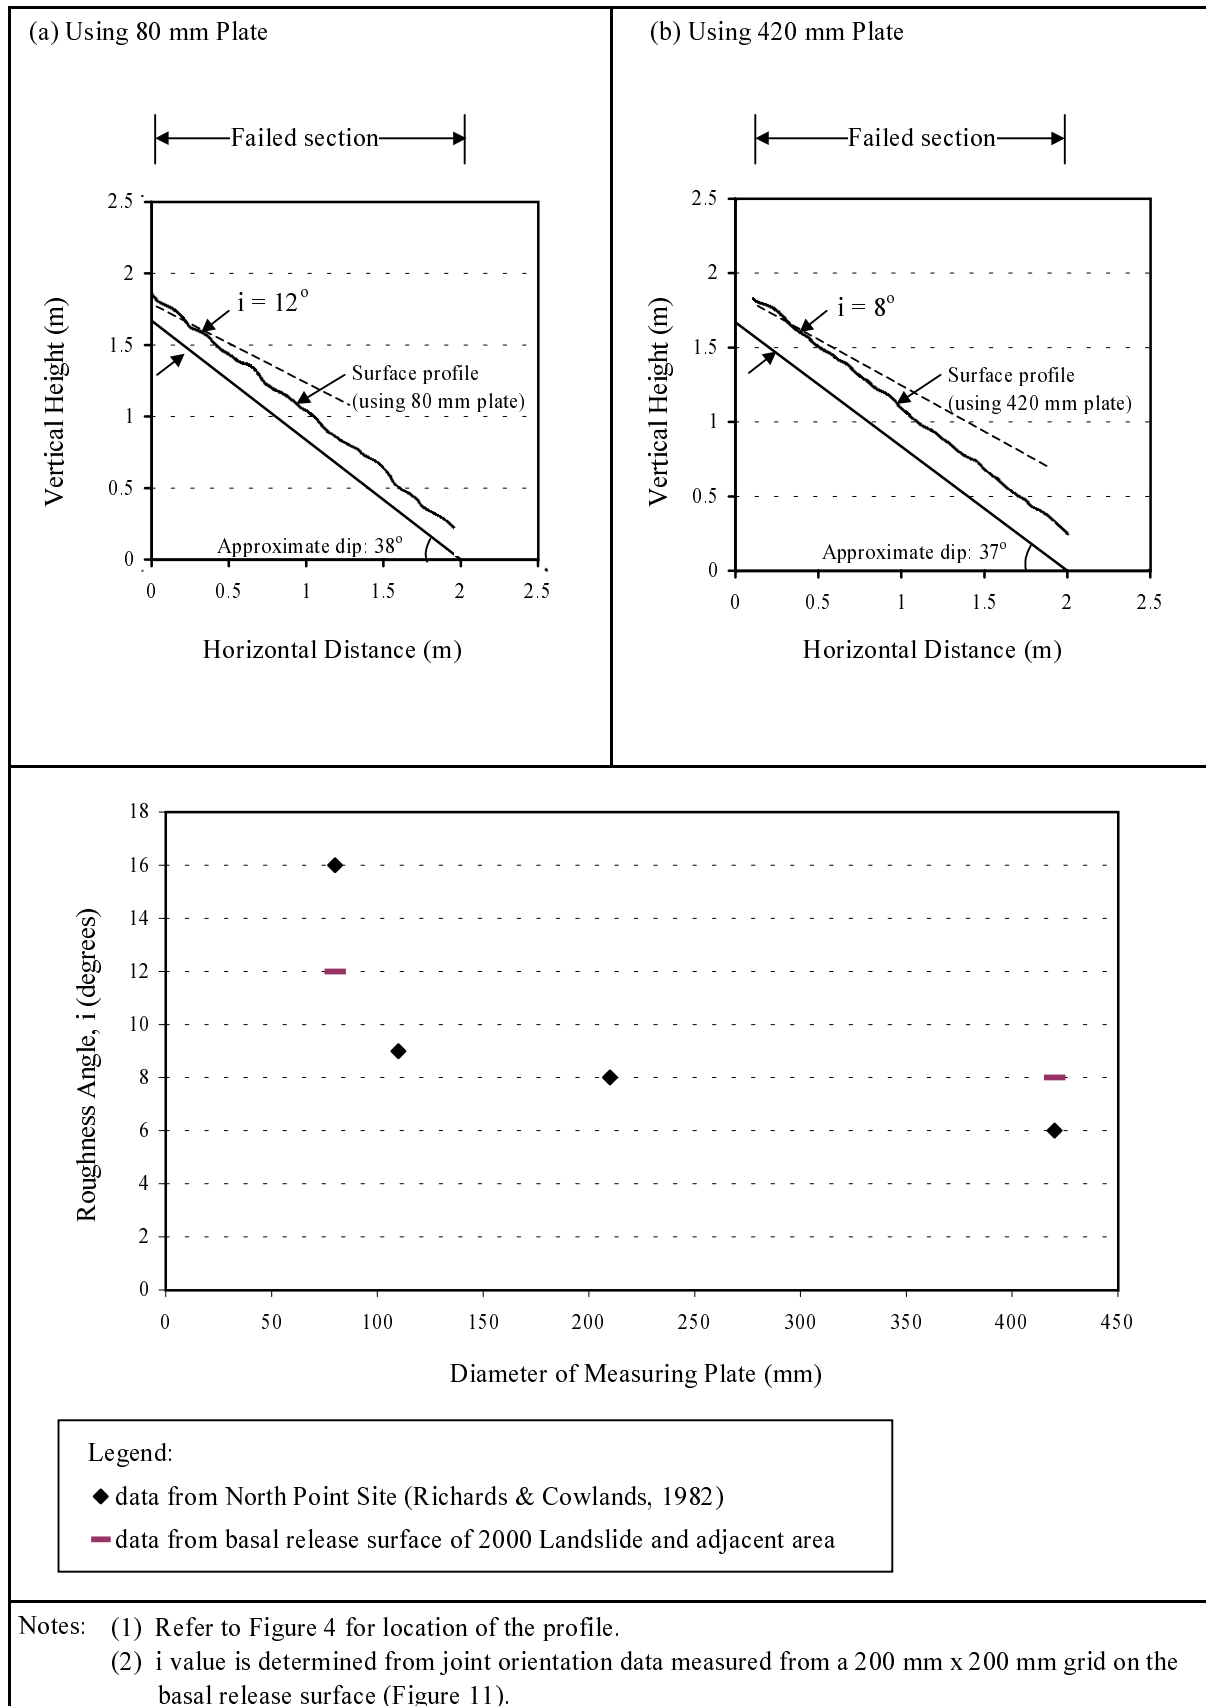 (a) Using 80 mm Plate
Failed section
2.5
2
1.5
1
0.5
0
0
0.5
1
1.5
2
2.5
Vertical Height (m)
i = 12°
Surface profile
(using 80 mm plate)
Approximate dip: 38°
Horizontal Distance (m)
(b) Using 420 mm Plate
Failed section
2.5
2
1.5
1
0.5
0
0
0.5
1
1.5
2
2.5
Vertical Height (m)
i = 8°
Surface profile
(using 420 mm plate)
Approximate dip: 37°
Horizontal Distance (m)
18
16
14
12
10
8
6
4
2
0
Roughness Angle, i (degrees)
0
50
100
150
200
250
300
350
400
450
Diameter of Measuring Plate (mm)
Legend:
data from North Point Site (Richards & Cowlands, 1982)
data from basal release surface of 2000 Landslide and adjacent area
Notes: (1) Refer to Figure 4 for location of the profile.
(2) i value is determined from joint orientation data measured from a 200 mm x 200 mm grid on the
basal release surface (Figure 11).